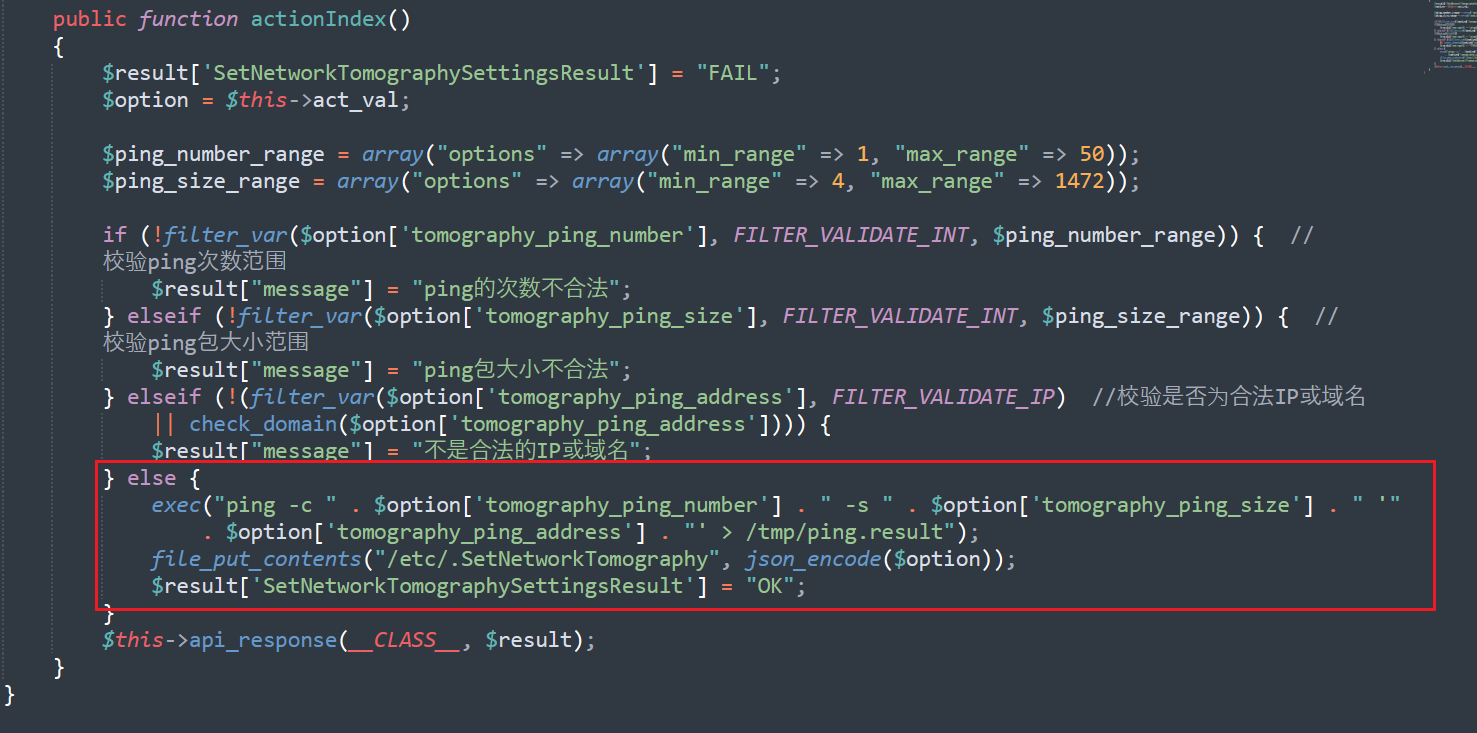 public function actionIndex()
{
$result['SetNetworkTomographySettingsResult'] = "FAIL";
$option = $this->act_val;
$ping_number_range = array("options" => array("min_range" => 1, "max_range" => 50));
$ping_size_range = array("options" => array("min_range" => 4, "max_range" => 1472));
if (!filter_var($option['tomography_ping_number'], FILTER_VALIDATE_INT, $ping_number_range)) { //
校验ping次数范围
$result["message"] = "ping的次数不合法";
} elseif (!filter_var($option['tomography_ping_size'], FILTER_VALIDATE_INT, $ping_size_range)) { //
校验ping包大小范围
$result["message"] = "ping包大小不合法";
} elseif (!(filter_var($option['tomography_ping_address'], FILTER_VALIDATE_IP) //校验是否为合法IP或域名
|| check_domain($option['tomography_ping_address']))) {
$result["message"] = "不是合法的IP或域名";
} else {
exec("ping -c " . $option['tomography_ping_number'] . " -s " . $option['tomography_ping_size'] . " '"
. $option['tomography_ping_address'] . "' > /tmp/ping.result");
file_put_contents("/etc/.SetNetworkTomography", json_encode($option));
$result['SetNetworkTomographySettingsResult'] = "OK";
}
$this->api_response(__CLASS__, $result);
}
}